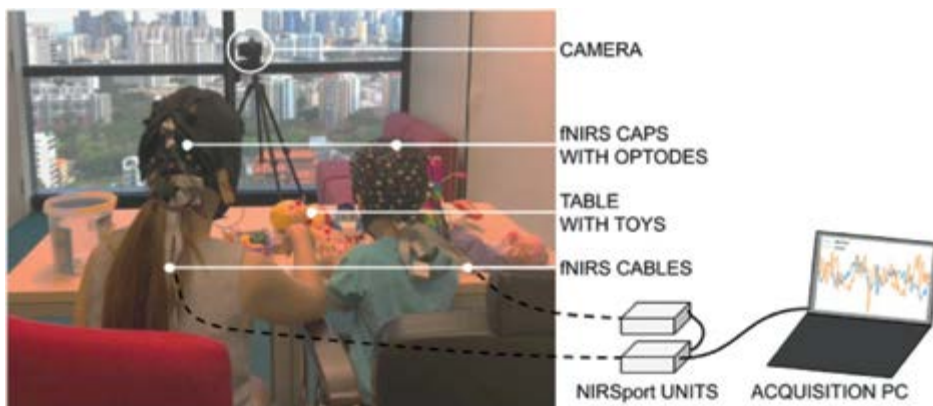 CAMERA
fNIRS CAPS
WITH OPTODES
TABLE
WITH TOYS
fNIRS CABLES
NIRSport UNITS
ACQUISITION PC